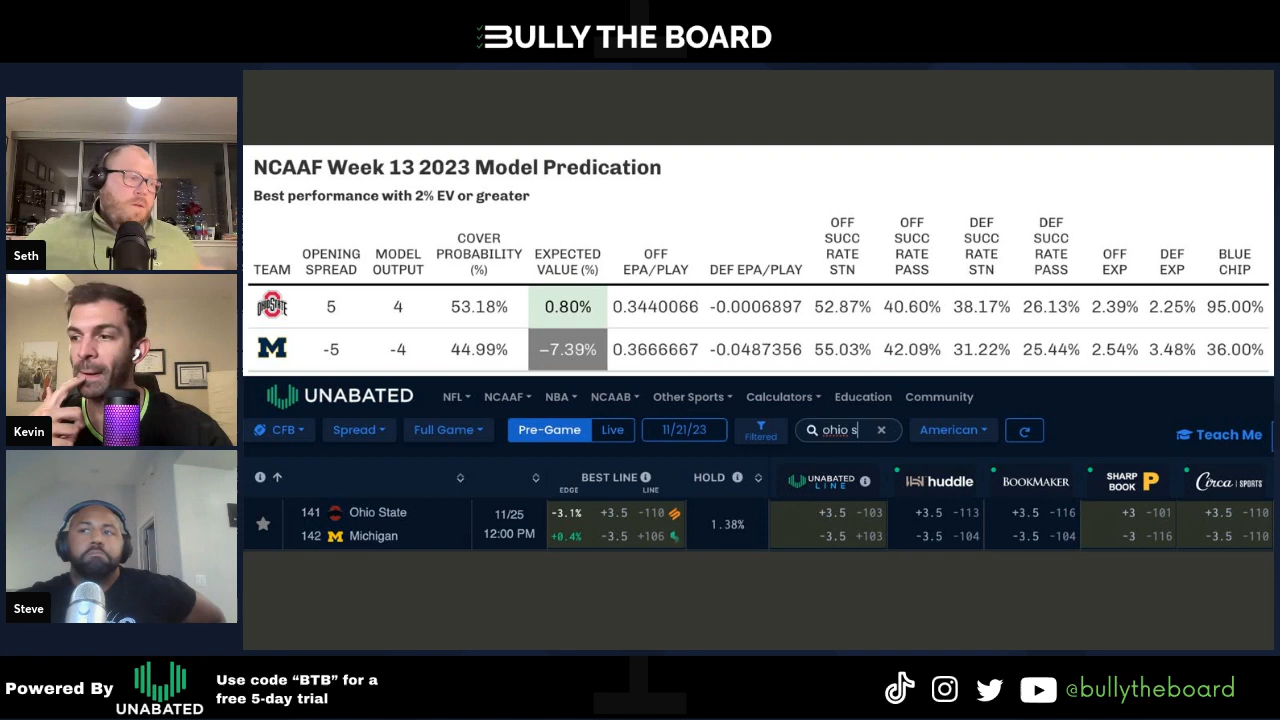 BULLY THE BOARD
Seth
Kevin
Steve
NCAAF Week 13 2023 Model Predication
Best performance with 2% EV or greater
TEAM OPENING SPREAD MODEL OUTPUT COVER PROBABILITY (%) EXPECTED VALUE (%) OFF EPA/PLAY DEF EPA/PLAY OFF SUCC RATE STN OFF SUCC RATE PASS DEF SUCC RATE STN DEF SUCC RATE PASS OFF EXP DEF EXP BLUE CHIP
OHIO STATE 5 4 53.18% 0.80% 0.3440066 -0.0006897 52.87% 40.60% 38.17% 26.13% 2.39% 2.25% 95.00%
M -5 -4 44.99% −7.39% 0.3666667 -0.0487356 55.03% 42.09% 31.22% 25.44% 2.54% 3.48% 36.00%
UNABATED NFL NCAAF NBA NCAAB Other Sports Calculators Education Community
CFB Spread Full Game Pre-Game Live 11/21/23 Filtered ohio s American Teach Me
BEST LINE HOLD UNABATED LINE huddle BOOKMAKER SHARP BOOK P Circa SPORTS
EDGE LINE
141 Ohio State 11/25 -3.1% +3.5 -110 1.38% +3.5 -103 +3.5 -113 +3.5 -116 +3 -101 +3.5 -110
142 M Michigan 12:00 PM +0.4% -3.5 +106 -3.5 +103 -3.5 -104 -3.5 -104 -3 -116 -3.5 -110
Powered By UNABATED
Use code “BTB” for a
free 5-day trial
@bullytheboard